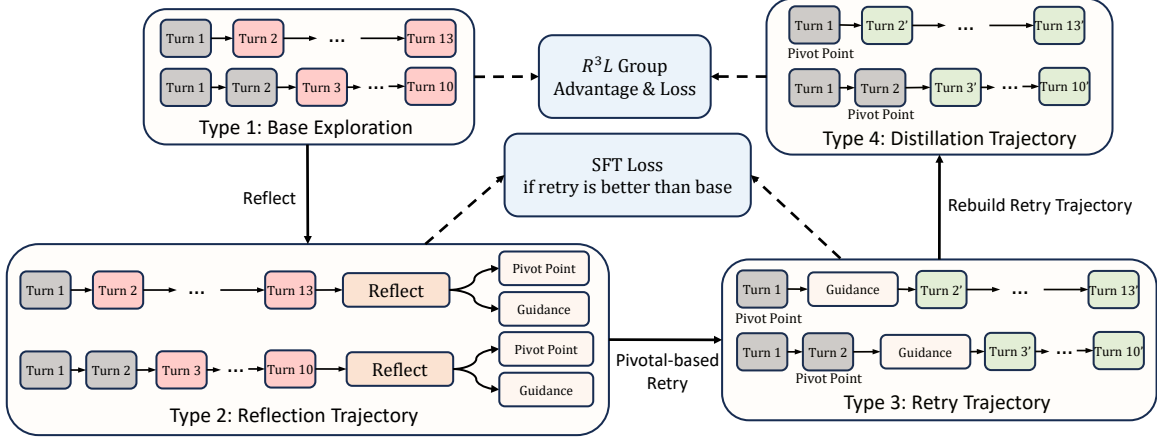 Turn 1
Turn 2
...
Turn 13
Turn 1
Turn 2
Turn 3
...
Turn 10
Type 1: Base Exploration
R³L Group
Advantage & Loss
Turn 1
Turn 2′
...
Turn 13′
Pivot Point
Turn 1
Turn 2
Turn 3′
...
Turn 10′
Pivot Point
Type 4: Distillation Trajectory
SFT Loss
if retry is better than base
Reflect
Rebuild Retry Trajectory
Turn 1
Turn 2
...
Turn 13
Reflect
Pivot Point
Guidance
Turn 1
Turn 2
Turn 3
...
Turn 10
Reflect
Pivot Point
Guidance
Type 2: Reflection Trajectory
Pivotal-based
Retry
Turn 1
Guidance
Turn 2′
...
Turn 13′
Pivot Point
Turn 1
Turn 2
Guidance
Turn 3′
...
Turn 10′
Pivot Point
Type 3: Retry Trajectory